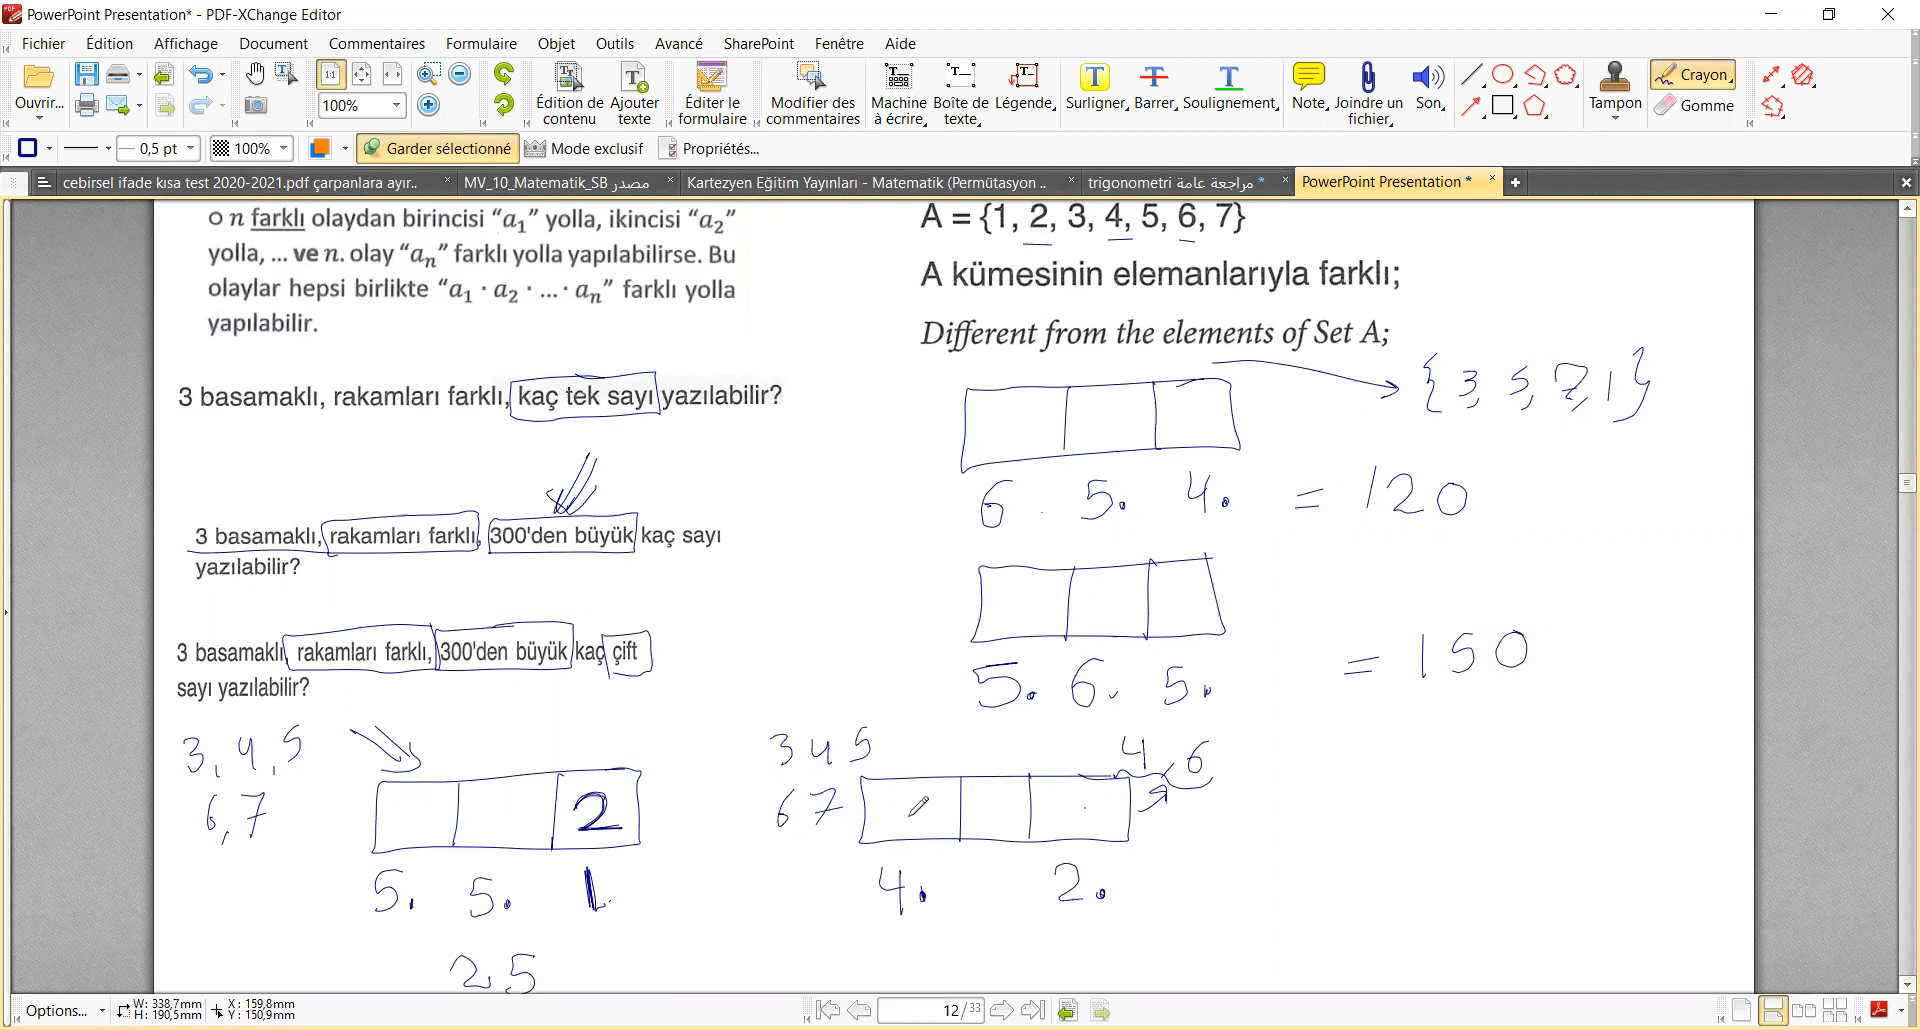 PowerPoint Presentation* - PDF-XChange Editor
Fichier Édition Affichage Document Commentaires Formulaire Objet Outils Avancé SharePoint Fenêtre Aide
Ouvrir... 100% Édition de contenu Ajouter texte Éditer le formulaire Modifier des commentaires Machine à écrire Boîte de texte Légende Surligner Barrer Soulignement Note Joindre un fichier Son Tampon Crayon Gomme
0,5 pt 100% Garder sélectionné Mode exclusif Propriétés...
cebirsel ifade kısa test 2020-2021.pdf çarpanlara ayır.. MV_10_Matematik_SB مصدر Kartezyen Eğitim Yayınları - Matematik (Permütasyon .. trigonometri مراجعة عامة * PowerPoint Presentation *
o n farklı olaydan birincisi “a₁” yolla, ikincisi “a₂”
yolla, ... ve n. olay “aₙ” farklı yolla yapılabilirse. Bu
olaylar hepsi birlikte “a₁ · a₂ · ... · aₙ” farklı yolla
yapılabilir.
3 basamaklı, rakamları farklı, kaç tek sayı yazılabilir?
3 basamaklı, rakamları farklı, 300'den büyük kaç sayı
yazılabilir?
3 basamaklı, rakamları farklı, 300'den büyük kaç çift
sayı yazılabilir?
3, 4, 5
6, 7
2
5. 5. 1.
2,5
A = {1, 2, 3, 4, 5, 6, 7}
A kümesinin elemanlarıyla farklı;
Different from the elements of Set A;
{3, 5, 7, 1}
6 . 5. 4. = 120
5. 6. 5. = 150
3 4 5
6 7
4, 6
4. 2.
Options... W: 338,7mm H: 190,5mm X: 159,8mm Y: 150,9mm 12/33